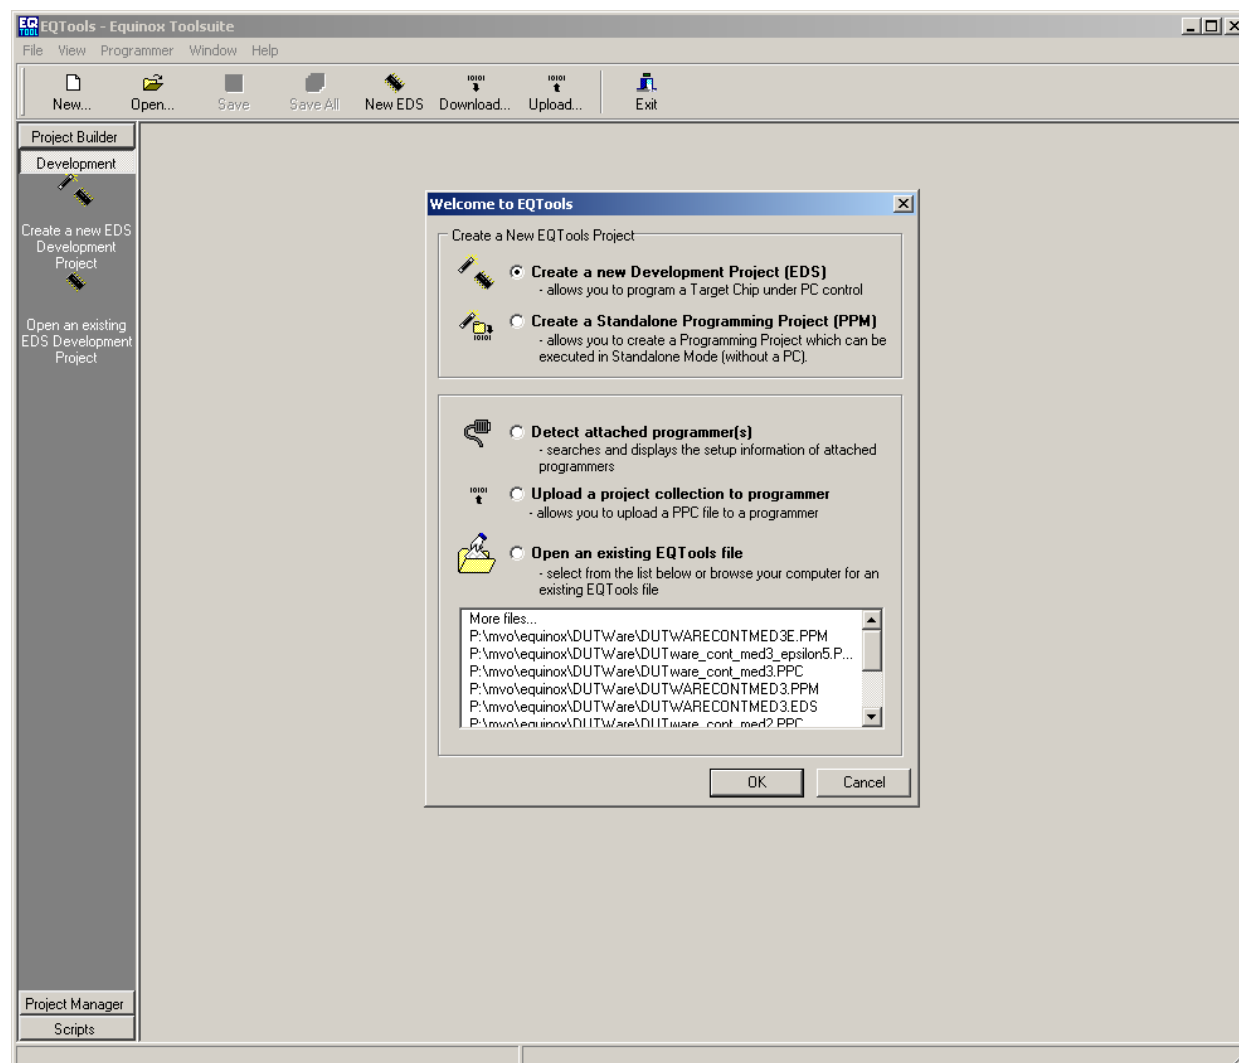 EQ TOOL EQTools - Equinox Toolsuite
File View Programmer Window Help
New... Open... Save Save All New EDS Download... Upload... Exit
Project Builder
Development
Create a new EDS
Development
Project
Open an existing
EDS Development
Project
Welcome to EQTools
Create a New EQTools Project
Create a new Development Project (EDS)
- allows you to program a Target Chip under PC control
Create a Standalone Programming Project (PPM)
- allows you to create a Programming Project which can be
executed in Standalone Mode (without a PC).
Detect attached programmer(s)
- searches and displays the setup information of attached
programmers
Upload a project collection to programmer
- allows you to upload a PPC file to a programmer
Open an existing EQTools file
- select from the list below or browse your computer for an
existing EQTools file
More files...
P:\mvo\equinox\DUTWare\DUTWARECONTMED3E.PPM
P:\mvo\equinox\DUTWare\DUTware_cont_med3_epsilon5.P...
P:\mvo\equinox\DUTWare\DUTware_cont_med3.PPC
P:\mvo\equinox\DUTWare\DUTWARECONTMED3.PPM
P:\mvo\equinox\DUTWare\DUTWARECONTMED3.EDS
P:\mvo\equinox\DUTWare\DUTware_cont_med2.PPC
OK Cancel
Project Manager
Scripts